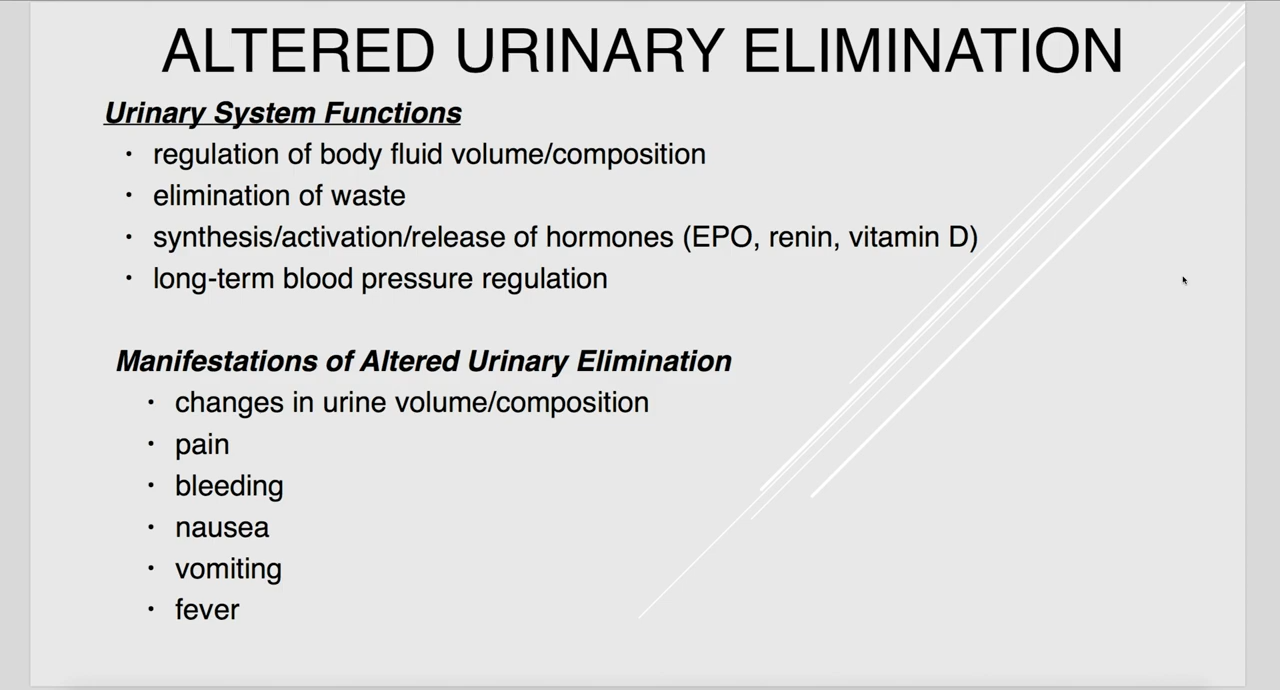 ALTERED URINARY ELIMINATION
Urinary System Functions
• regulation of body fluid volume/composition
• elimination of waste
• synthesis/activation/release of hormones (EPO, renin, vitamin D)
• long-term blood pressure regulation
Manifestations of Altered Urinary Elimination
• changes in urine volume/composition
• pain
• bleeding
• nausea
• vomiting
• fever